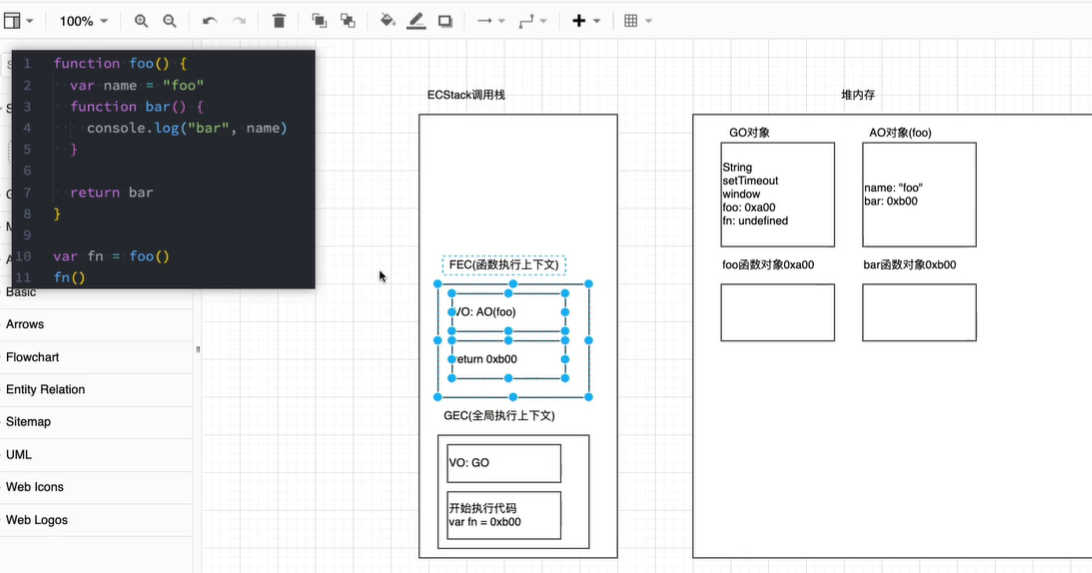 100%
1 function foo() {
2 var name = "foo"
3 function bar() {
4 console.log("bar", name)
5 }
6
7 return bar
8 }
9
10 var fn = foo()
11 fn()
Basic
Arrows
Flowchart
Entity Relation
Sitemap
UML
Web Icons
Web Logos
ECStack调用栈
FEC(函数执行上下文)
VO: AO(foo)
return 0xb00
GEC(全局执行上下文)
VO: GO
开始执行代码
var fn = 0xb00
堆内存
GO对象
String
setTimeout
window
foo: 0xa00
fn: undefined
AO对象(foo)
name: "foo"
bar: 0xb00
foo函数对象0xa00
bar函数对象0xb00